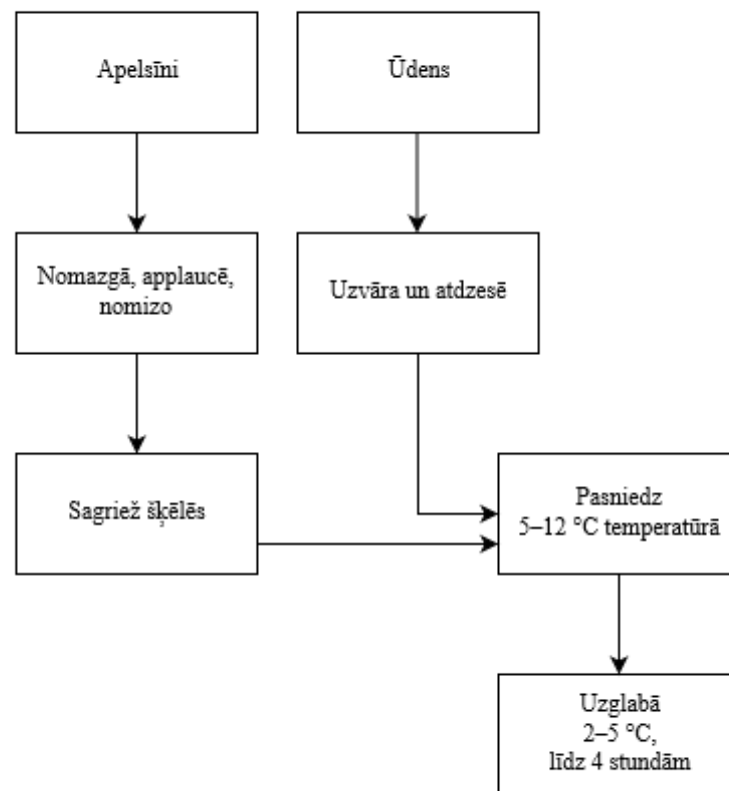 Apelsīni
Ūdens
Nomazgā, applaucē,
nomizo
Uzvāra un atdzesē
Sagriež šķēlēs
Pasniedz
5–12 °C temperatūrā
Uzglabā
2–5 °C,
līdz 4 stundām